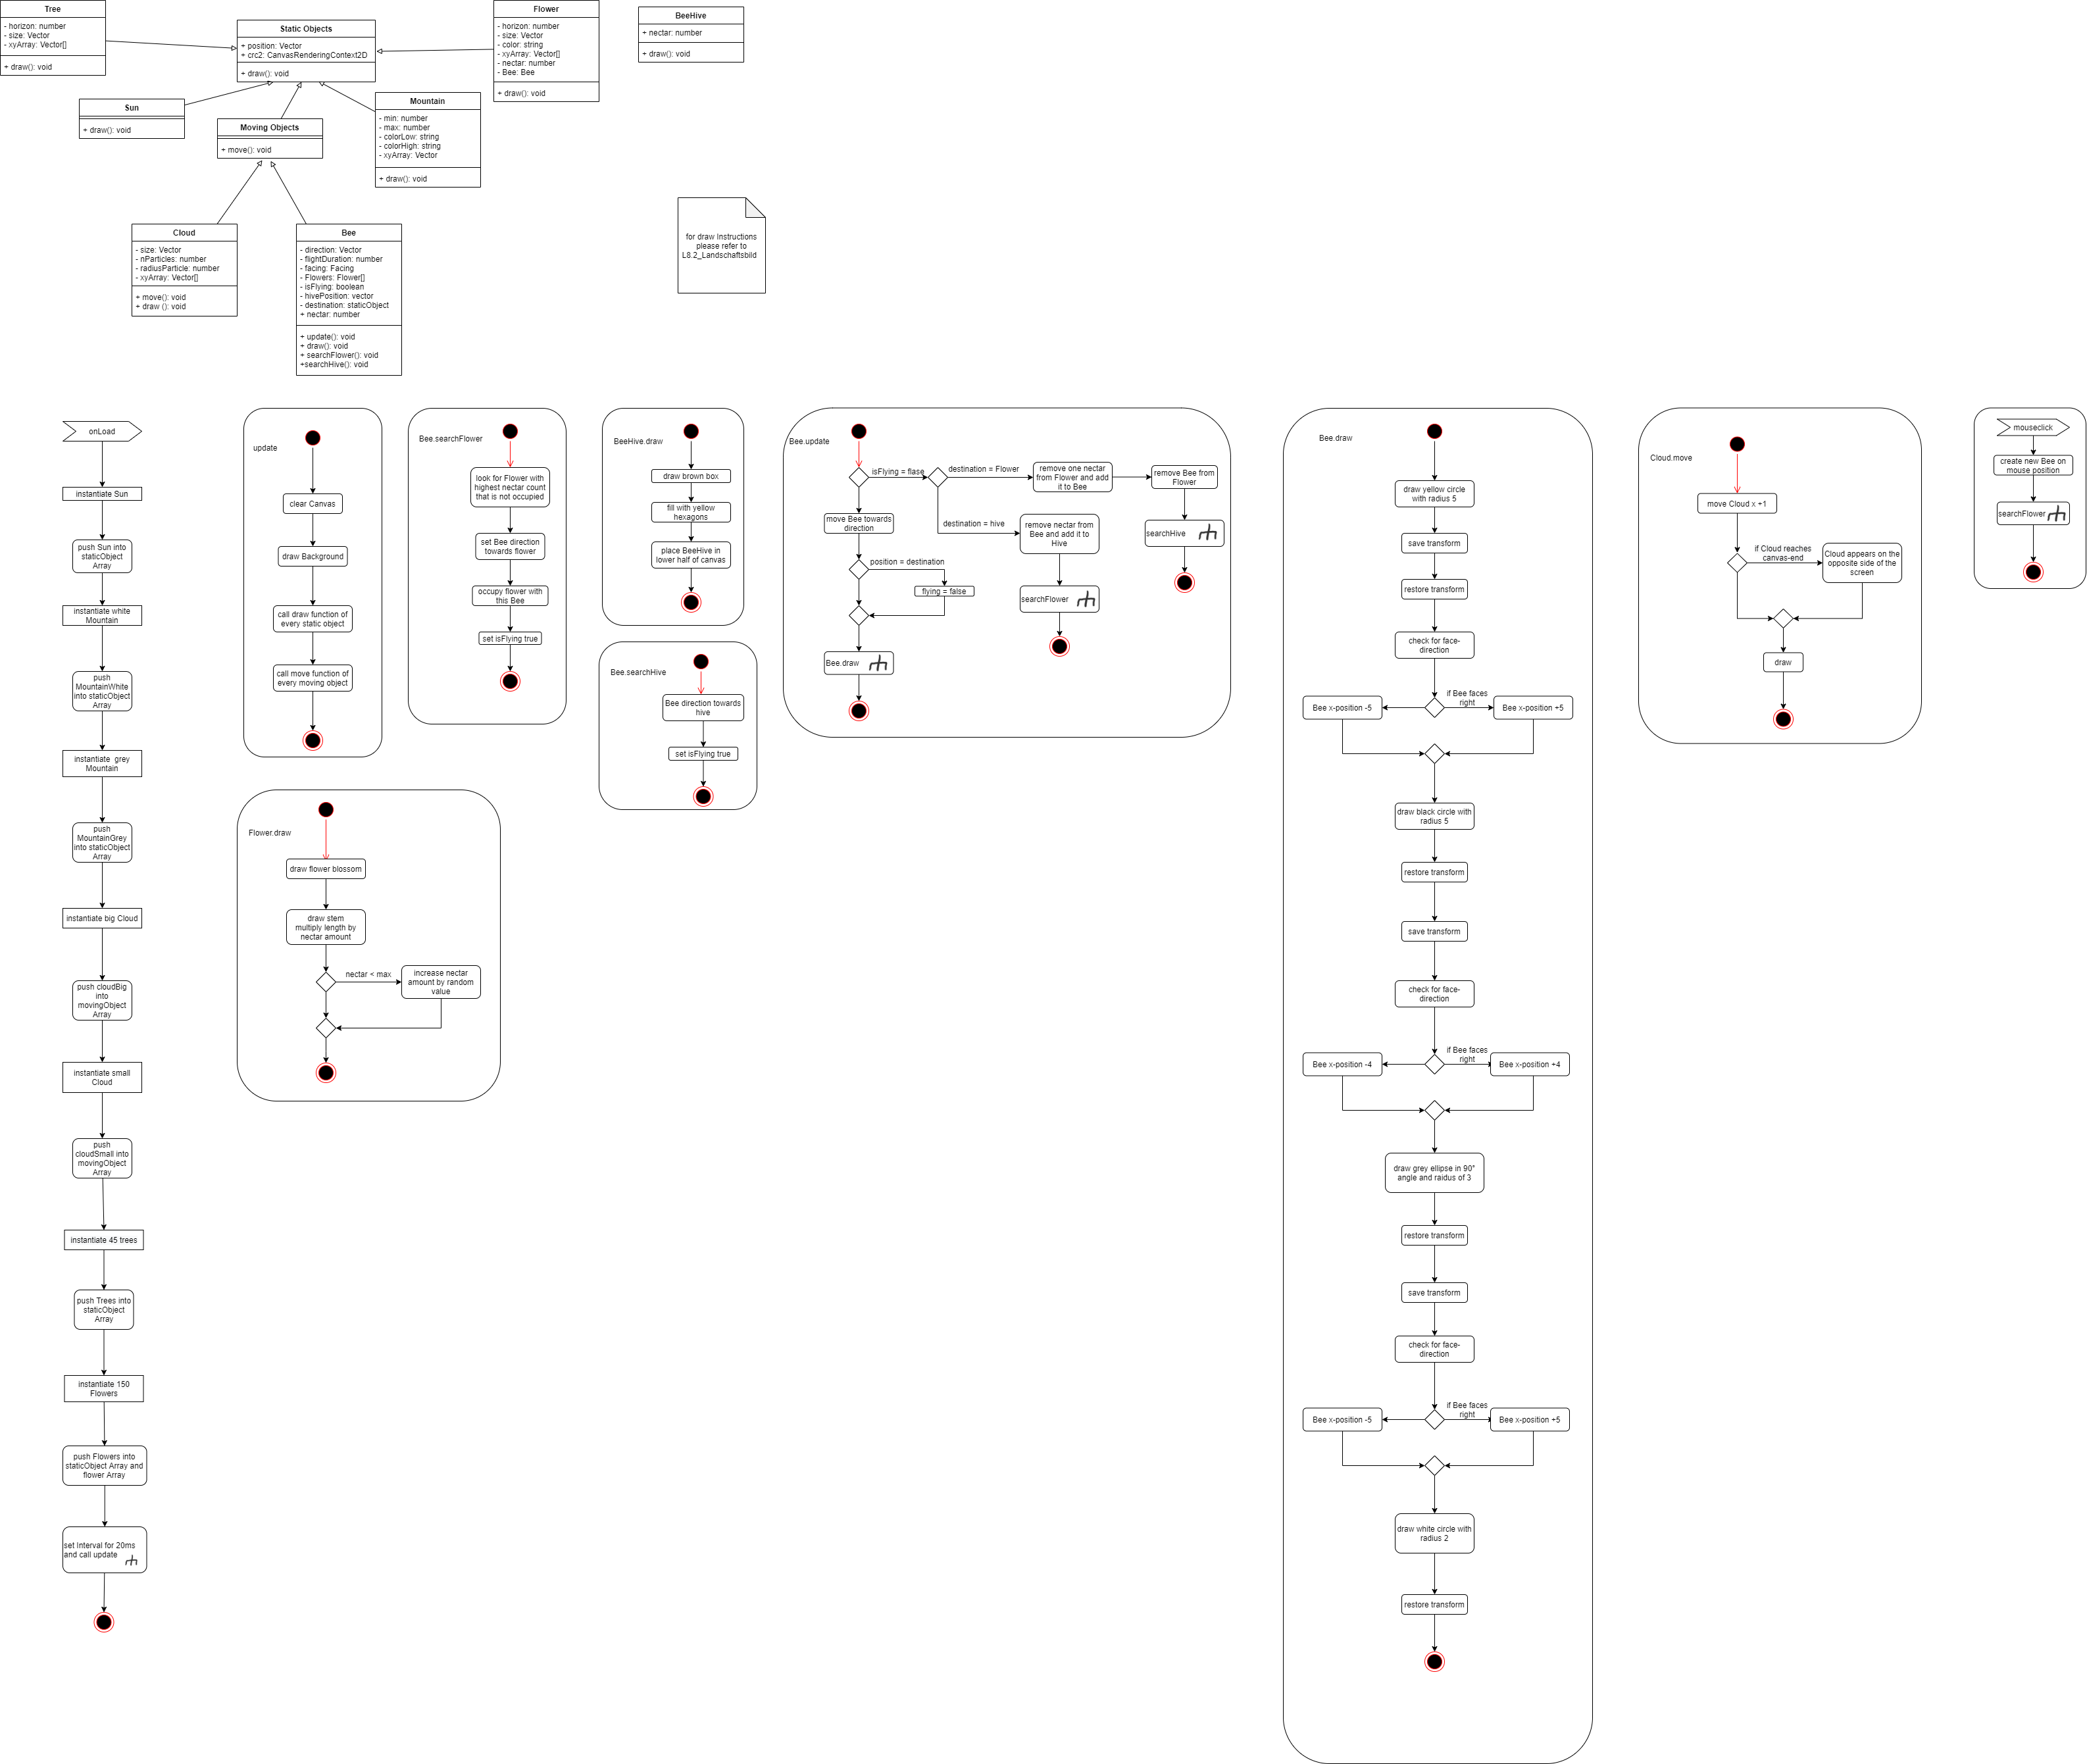 Tree
- horizon: number
- size: Vector
- xyArray: Vector[]
+ draw(): void
Static Objects
+ position: Vector
+ crc2: CanvasRenderingContext2D
+ draw(): void
Flower
- horizon: number
- size: Vector
- color: string
- xyArray: Vector[]
- nectar: number
- Bee: Bee
+ draw(): void
BeeHive
+ nectar: number
+ draw(): void
Sun
+ draw(): void
Moving Objects
+ move(): void
Mountain
- min: number
- max: number
- colorLow: string
- colorHigh: string
- xyArray: Vector
+ draw(): void
Cloud
- size: Vector
- nParticles: number
- radiusParticle: number
- xyArray: Vector[]
+ move(): void
+ draw (): void
Bee
- direction: Vector
- flightDuration: number
- facing: Facing
- Flowers: Flower[]
- isFlying: boolean
- hivePosition: vector
- destination: staticObject
+ nectar: number
+ update(): void
+ draw(): void
+ searchFlower(): void
+searchHive(): void
for draw Instructions
please refer to
L8.2_Landschaftsbild
onLoad
instantiate Sun
push Sun into
staticObject
Array
instantiate white
Mountain
push
MountainWhite
into staticObject
Array
instantiate  grey
Mountain
push
MountainGrey
into staticObject
Array
instantiate big Cloud
push cloudBig
into
movingObject
Array
instantiate small
Cloud
push
cloudSmall into
movingObject
Array
instantiate 45 trees
push Trees into
staticObject
Array
instantiate 150
Flowers
push Flowers into
staticObject Array and
flower Array
set Interval for 20ms
and call update
update
clear Canvas
draw Background
call draw function of
every static object
call move function of
every moving object
Bee.searchFlower
look for Flower with
highest nectar count
that is not occupied
set Bee direction
towards flower
occupy flower with
this Bee
set isFlying true
BeeHive.draw
draw brown box
fill with yellow
hexagons
place BeeHive in
lower half of canvas
Bee.searchHive
Bee direction towards
hive
set isFlying true
Flower.draw
draw flower blossom
draw stem
multiply length by
nectar amount
nectar < max
increase nectar
amount by random
value
Bee.update
isFlying = flase
destination = Flower
remove one nectar
from Flower and add
it to Bee
remove Bee from
Flower
searchHive
move Bee towards
direction
destination = hive
remove nectar from
Bee and add it to
Hive
searchFlower
position = destination
flying = false
Bee.draw
Bee.draw
draw yellow circle
with radius 5
save transform
restore transform
check for face-
direction
if Bee faces
right
Bee x-position -5
Bee x-position +5
draw black circle with
radius 5
restore transform
save transform
check for face-
direction
if Bee faces
right
Bee x-position -4
Bee x-position +4
draw grey ellipse in 90°
angle and raidus of 3
restore transform
save transform
check for face-
direction
if Bee faces
right
Bee x-position -5
Bee x-position +5
draw white circle with
radius 2
restore transform
Cloud.move
move Cloud x +1
if Cloud reaches
canvas-end
Cloud appears on the
opposite side of the
screen
draw
mouseclick
create new Bee on
mouse position
searchFlower